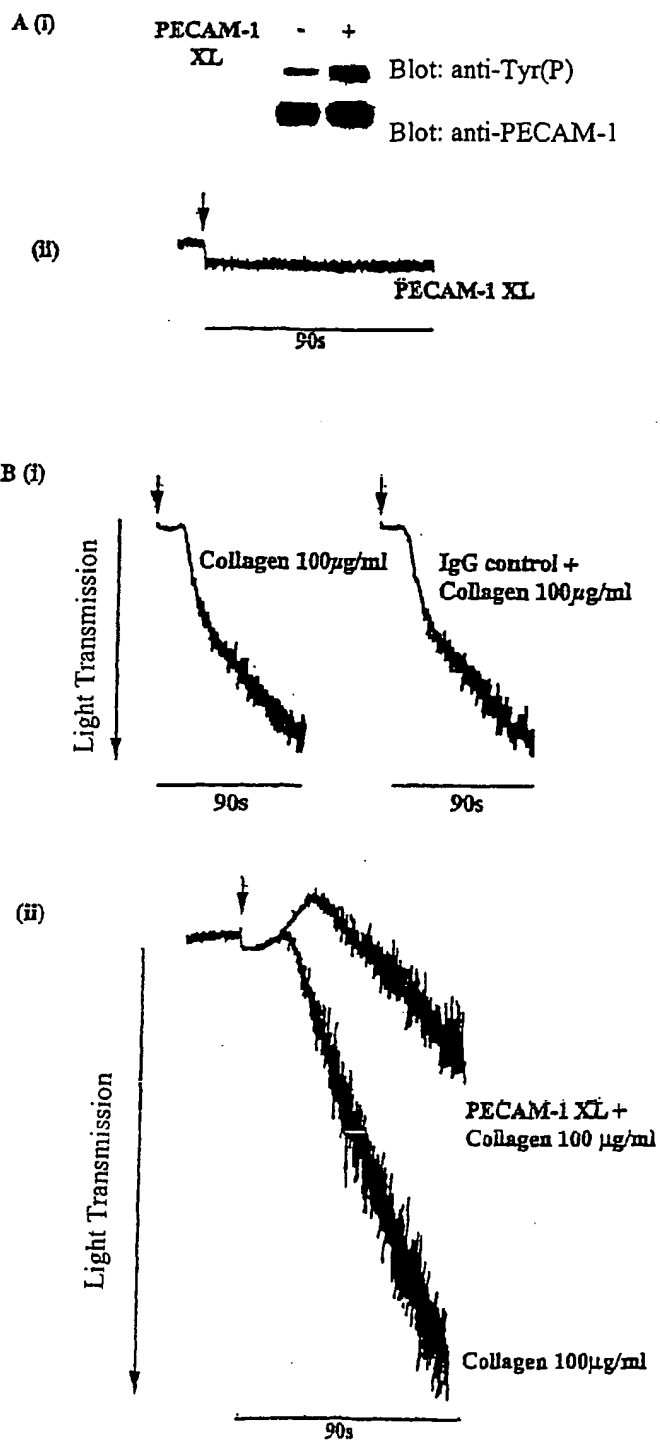 A (i)
PECAM-1 - +
XL
Blot: anti-Tyr(P)
Blot: anti-PECAM-1
(ii)
PECAM-1 XL
90s
B (i)
Light Transmission
Collagen 100µg/ml
IgG control +
Collagen 100µg/ml
90s
90s
(ii)
Light Transmission
PECAM-1 XL +
Collagen 100 µg/ml
Collagen 100µg/ml
90s